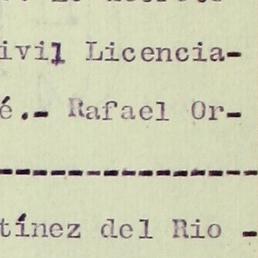 ivil Licencia-
é.- Rafael Or-
--------------------
tínez del Rio -